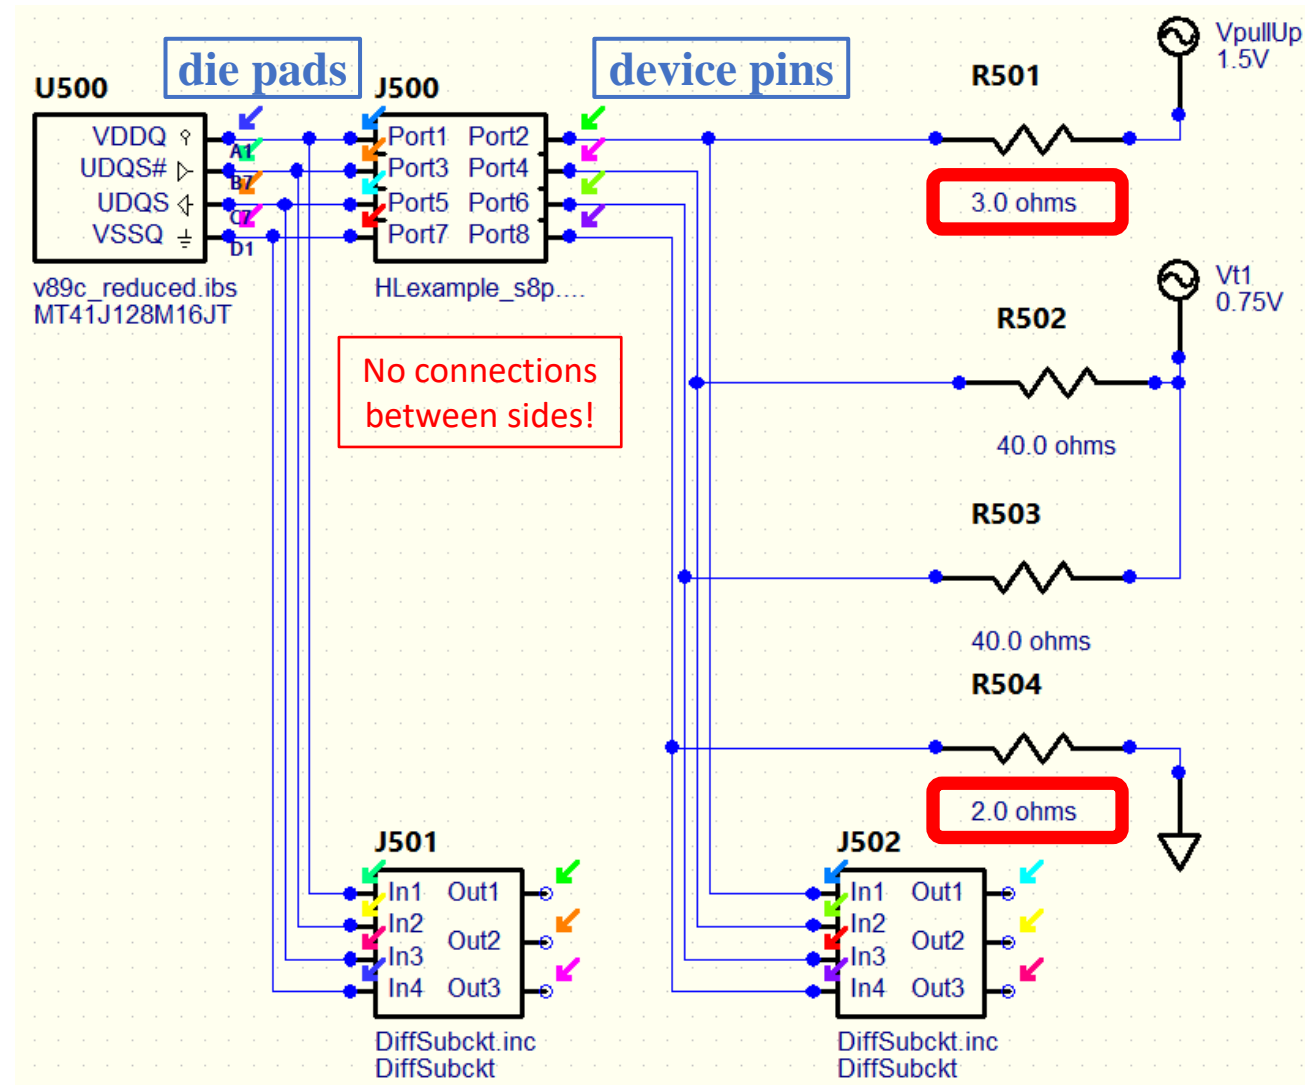 die pads
device pins
VpullUp
1.5V
U500
J500
R501
VDDQ
A1
UDQS#
B7
UDQS
C7
VSSQ
D1
Port1 Port2
Port3 Port4
Port5 Port6
Port7 Port8
3.0 ohms
v89c_reduced.ibs
MT41J128M16JT
HLexample_s8p....
Vt1
0.75V
R502
No connections
between sides!
40.0 ohms
R503
40.0 ohms
R504
2.0 ohms
J501
In1 Out1
In2
Out2
In3
In4 Out3
DiffSubckt.inc
DiffSubckt
J502
In1 Out1
In2
Out2
In3
In4 Out3
DiffSubckt.inc
DiffSubckt